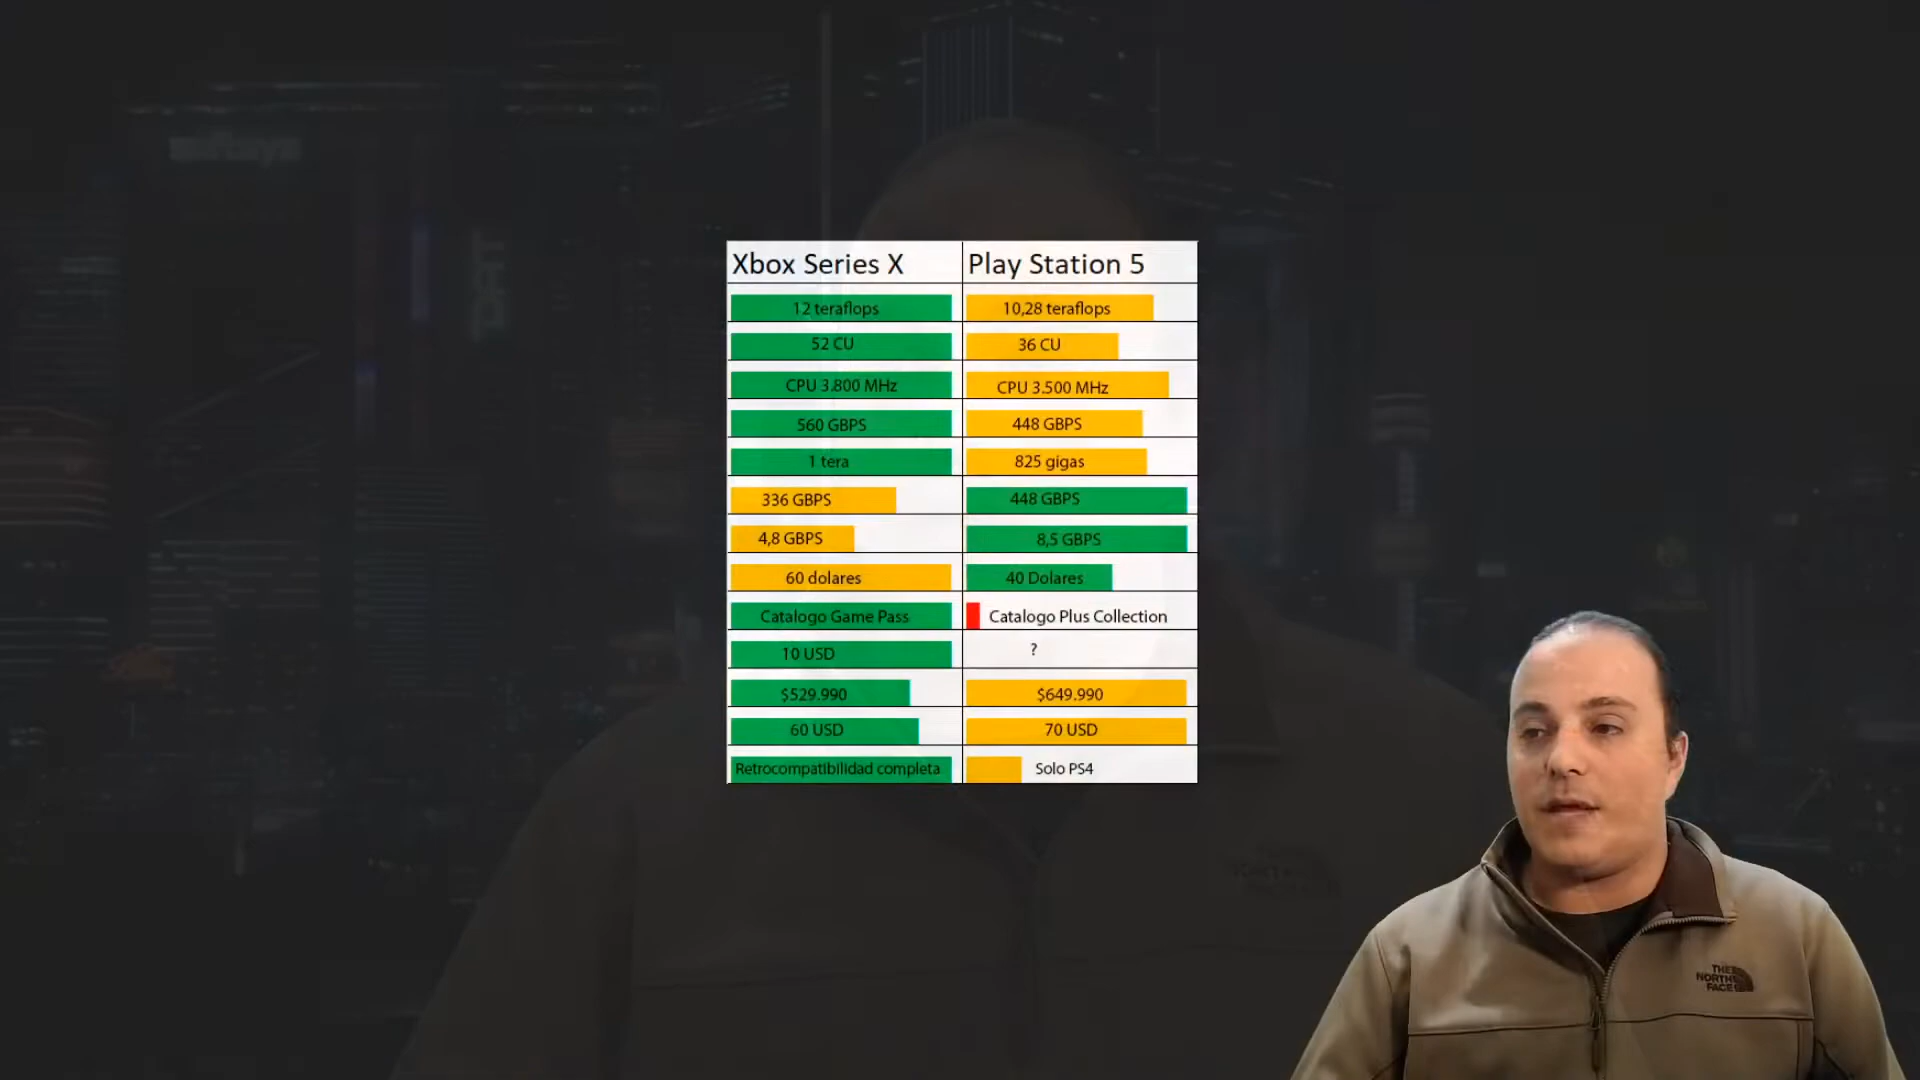 Xbox Series X Play Station 5
12 teraflops 10,28 teraflops
52 CU 36 CU
CPU 3.800 MHz CPU 3.500 MHz
560 GBPS 448 GBPS
1 tera 825 gigas
336 GBPS 448 GBPS
4,8 GBPS 8,5 GBPS
60 dolares 40 Dolares
Catalogo Game Pass Catalogo Plus Collection
10 USD ?
$529.990 $649.990
60 USD 70 USD
Retrocompatibilidad completa Solo PS4
THE
NORTH
FACE